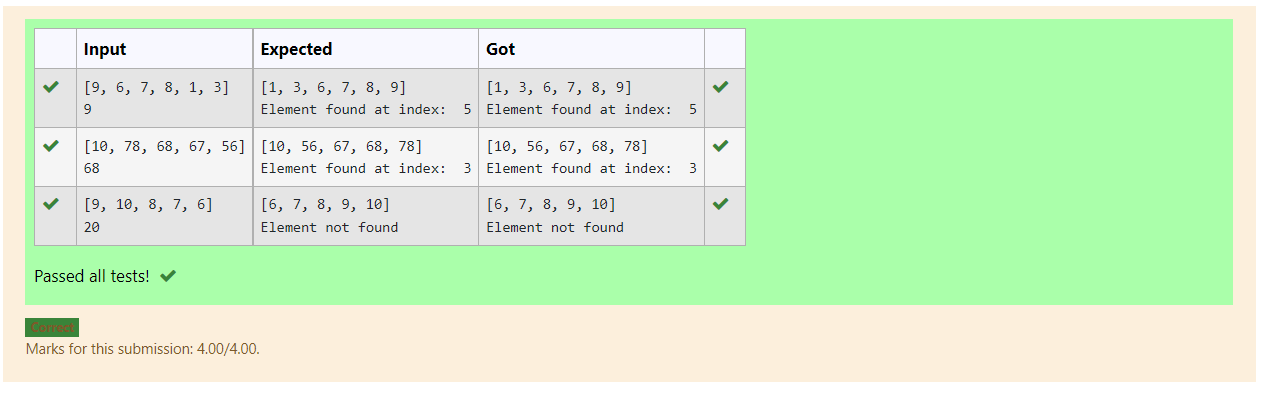 Input Expected Got
[9, 6, 7, 8, 1, 3] [1, 3, 6, 7, 8, 9] [1, 3, 6, 7, 8, 9]
9 Element found at index:  5 Element found at index:  5
[10, 78, 68, 67, 56] [10, 56, 67, 68, 78] [10, 56, 67, 68, 78]
68 Element found at index:  3 Element found at index:  3
[9, 10, 8, 7, 6] [6, 7, 8, 9, 10] [6, 7, 8, 9, 10]
20 Element not found Element not found
Passed all tests!
Correct
Marks for this submission: 4.00/4.00.